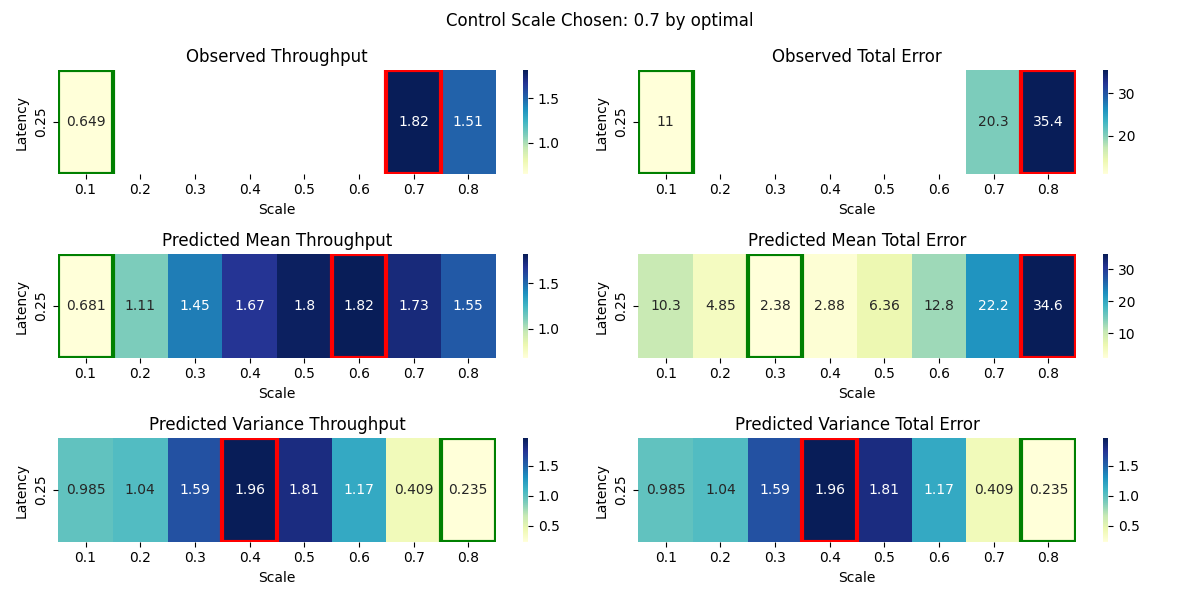 Control Scale Chosen: 0.7 by optimal
Observed Throughput
Latency
0.25
0.649
1.82
1.51
0.1 0.2 0.3 0.4 0.5 0.6 0.7 0.8
Scale
1.5
1.0
Observed Total Error
Latency
0.25
11
20.3
35.4
0.1 0.2 0.3 0.4 0.5 0.6 0.7 0.8
Scale
30
20
Predicted Mean Throughput
Latency
0.25
0.681 1.11 1.45 1.67 1.8 1.82 1.73 1.55
0.1 0.2 0.3 0.4 0.5 0.6 0.7 0.8
Scale
1.5
1.0
Predicted Mean Total Error
Latency
0.25
10.3 4.85 2.38 2.88 6.36 12.8 22.2 34.6
0.1 0.2 0.3 0.4 0.5 0.6 0.7 0.8
Scale
30
20
10
Predicted Variance Throughput
Latency
0.25
0.985 1.04 1.59 1.96 1.81 1.17 0.409 0.235
0.1 0.2 0.3 0.4 0.5 0.6 0.7 0.8
Scale
1.5
1.0
0.5
Predicted Variance Total Error
Latency
0.25
0.985 1.04 1.59 1.96 1.81 1.17 0.409 0.235
0.1 0.2 0.3 0.4 0.5 0.6 0.7 0.8
Scale
1.5
1.0
0.5